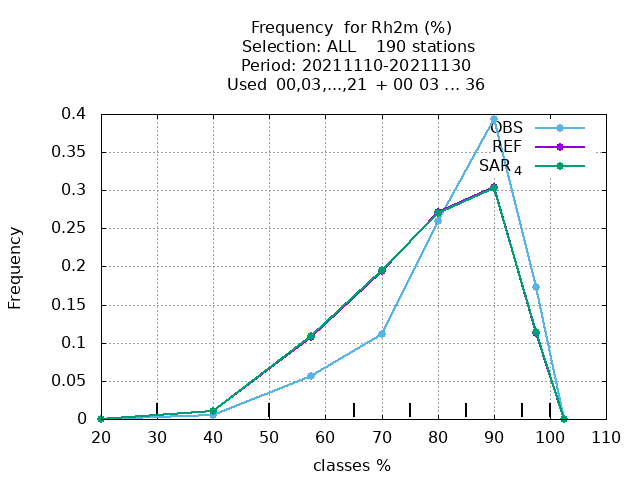 Frequency  for Rh2m (%)
Selection: ALL    190 stations
Period: 20211110-20211130
Used  00,03,...,21  + 00 03 ... 36
Frequency
0.4
0.35
0.3
0.25
0.2
0.15
0.1
0.05
0
OBS
REF
SAR4
20 30 40 50 60 70 80 90 100 110
classes %